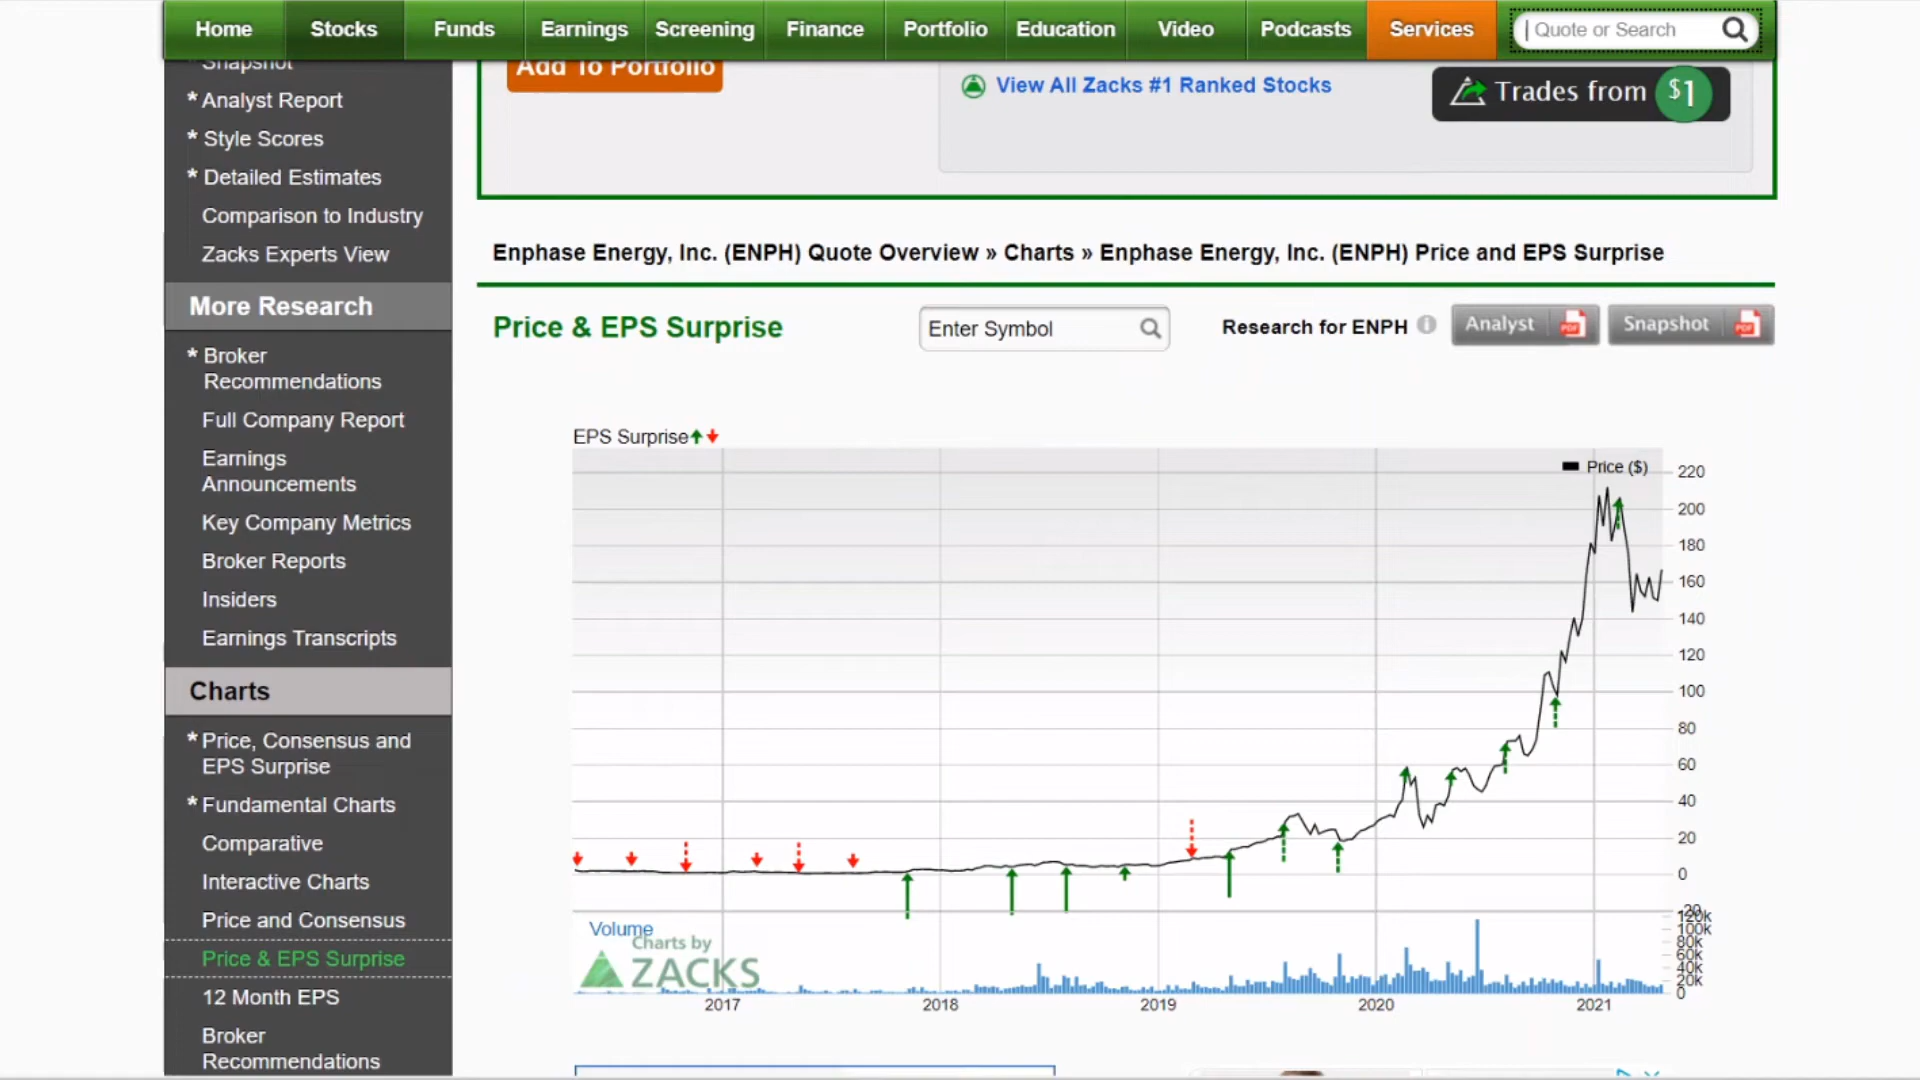 Home Stocks Funds Earnings Screening Finance Portfolio Education Video Podcasts Services Quote or Search
Snapshot
* Analyst Report
* Style Scores
* Detailed Estimates
Comparison to Industry
Zacks Experts View
More Research
* Broker
Recommendations
Full Company Report
Earnings
Announcements
Key Company Metrics
Broker Reports
Insiders
Earnings Transcripts
Charts
* Price, Consensus and
EPS Surprise
* Fundamental Charts
Comparative
Interactive Charts
Price and Consensus
Price & EPS Surprise
12 Month EPS
Broker
Recommendations
Add To Portfolio
View All Zacks #1 Ranked Stocks
Trades from $1
Enphase Energy, Inc. (ENPH) Quote Overview » Charts » Enphase Energy, Inc. (ENPH) Price and EPS Surprise
Price & EPS Surprise
Enter Symbol
Research for ENPH
Analyst PDF
Snapshot PDF
EPS Surprise
Price ($)
220
200
180
160
140
120
100
80
60
40
20
0
-20
120k
100k
80k
60k
40k
20k
0
Volume
Charts by
ZACKS
2017 2018 2019 2020 2021